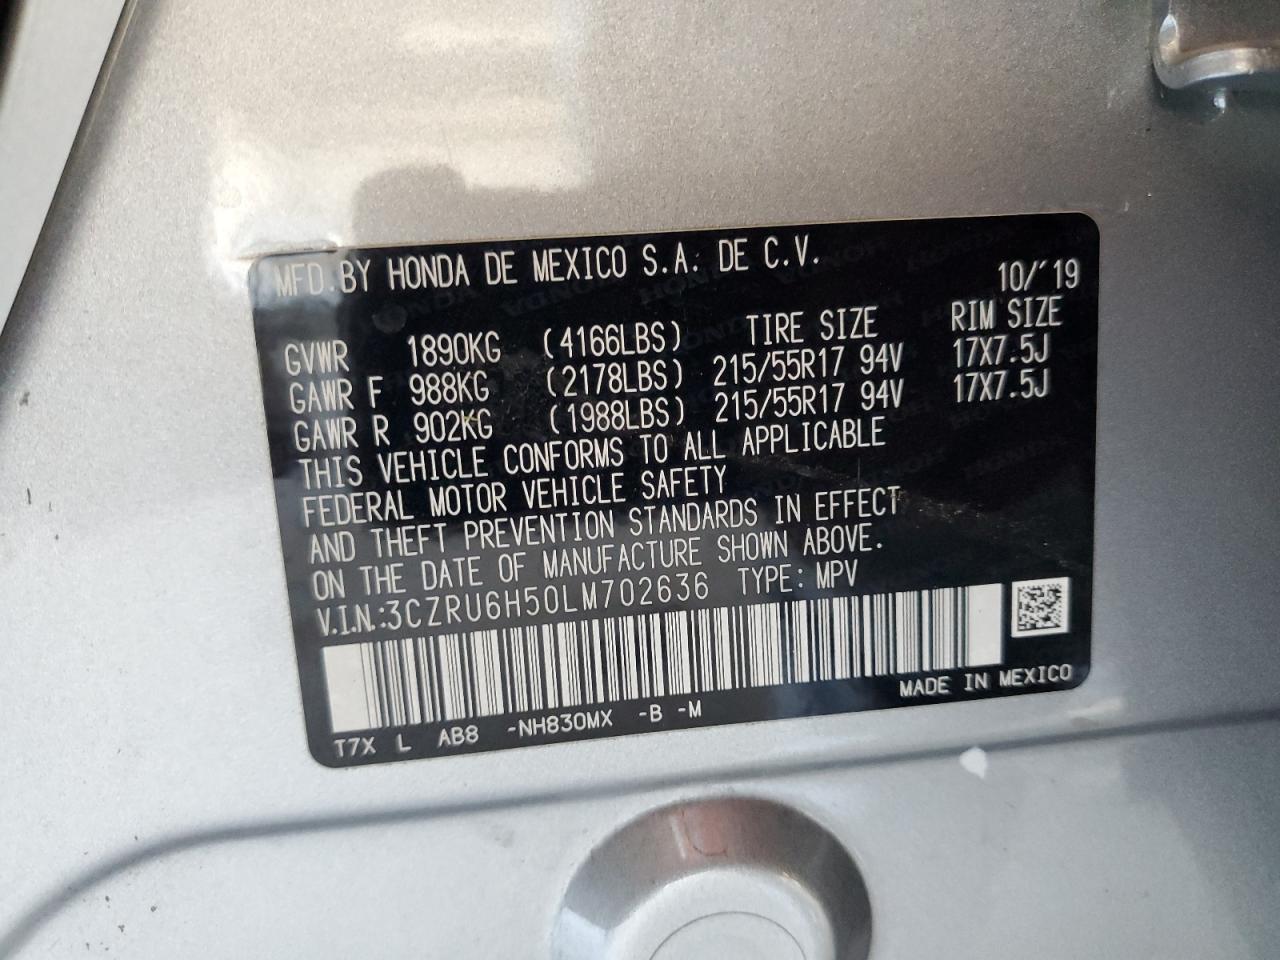 MFD. BY HONDA DE MEXICO S.A. DE C.V.
10/'19
GVWR 1890KG (4166LBS) TIRE SIZE RIM SIZE
GAWR F 988KG (2178LBS) 215/55R17 94V 17X7.5J
GAWR R 902KG (1988LBS) 215/55R17 94V 17X7.5J
THIS VEHICLE CONFORMS TO ALL APPLICABLE
FEDERAL MOTOR VEHICLE SAFETY
AND THEFT PREVENTION STANDARDS IN EFFECT
ON THE DATE OF MANUFACTURE SHOWN ABOVE.
V.I.N.:3CZRU6H50LM702636 TYPE: MPV
MADE IN MEXICO
T7X L AB8 -NH830MX -B -M